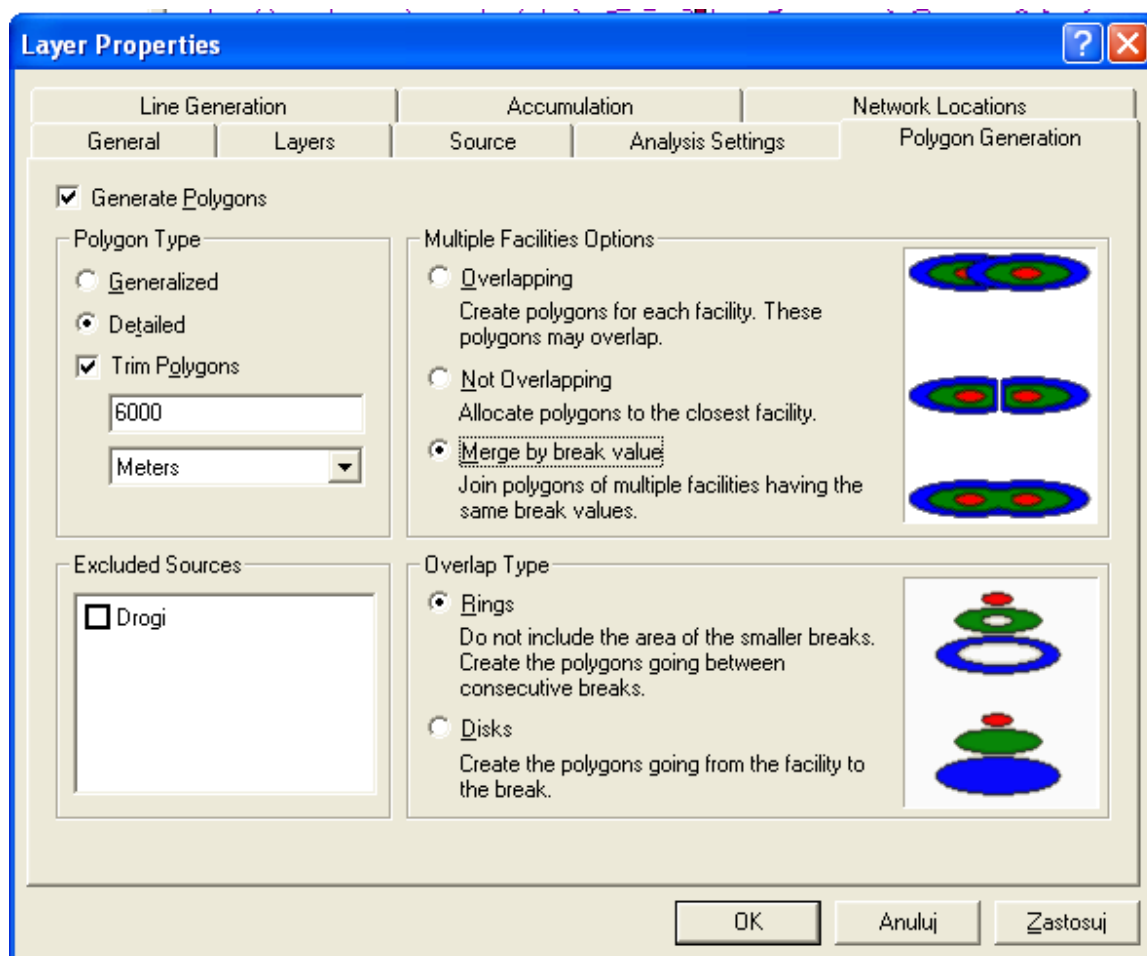 Layer Properties
Line Generation Accumulation Network Locations
General Layers Source Analysis Settings Polygon Generation
Generate Polygons
Polygon Type
Generalized
Detailed
Trim Polygons
6000
Meters
Multiple Facilities Options
Overlapping
Create polygons for each facility. These
polygons may overlap.
Not Overlapping
Allocate polygons to the closest facility.
Merge by break value
Join polygons of multiple facilities having the
same break values.
Excluded Sources
Drogi
Overlap Type
Rings
Do not include the area of the smaller breaks.
Create the polygons going between
consecutive breaks.
Disks
Create the polygons going from the facility to
the break.
OK Anuluj Zastosuj